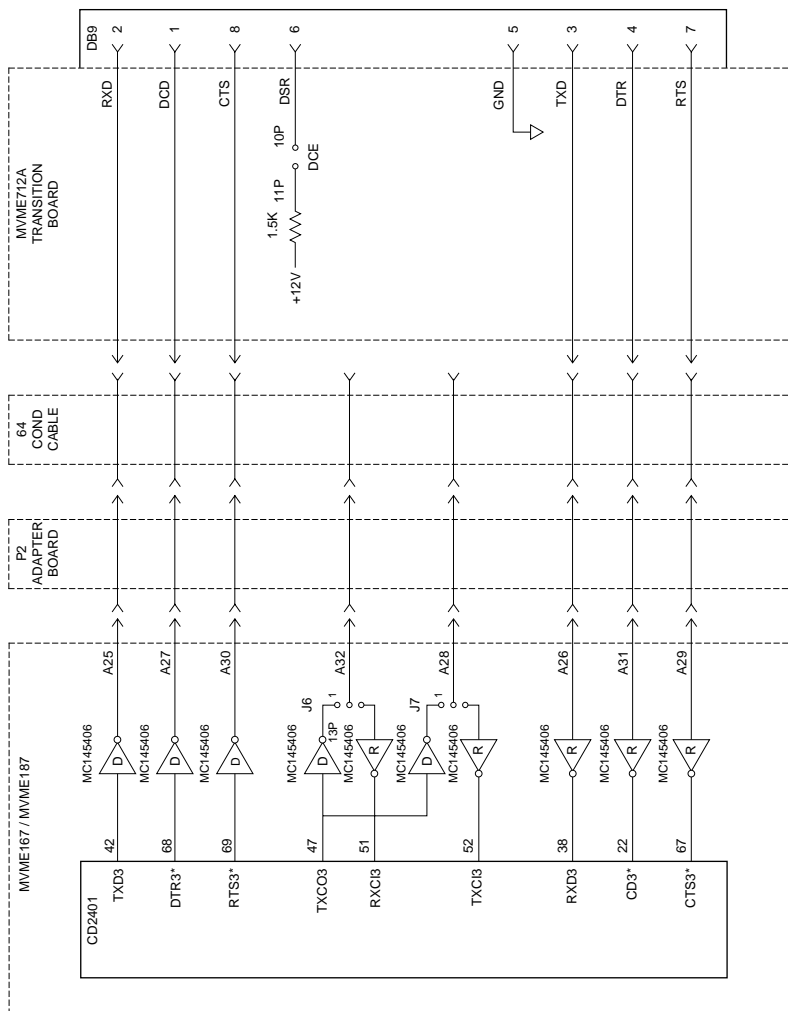 MVME167 / MVME187
P2
ADAPTER
BOARD
64
COND
CABLE
MVME712A
TRANSITION
BOARD
CD2401
DB9
TXD3
42
MC145406
D
A25
RXD
2
DTR3*
68
MC145406
D
A27
DCD
1
RTS3*
69
MC145406
D
A30
CTS
8
+12V
1.5K
11P
10P
DCE
DSR
6
TXCO3
47
MC145406
D
13P
J6
1
A32
RXCI3
51
MC145406
R
MC145406
D
J7
1
A28
TXCI3
52
MC145406
R
GND
5
RXD3
38
MC145406
R
A26
TXD
3
CD3*
22
MC145406
R
A31
DTR
4
CTS3*
67
MC145406
R
A29
RTS
7